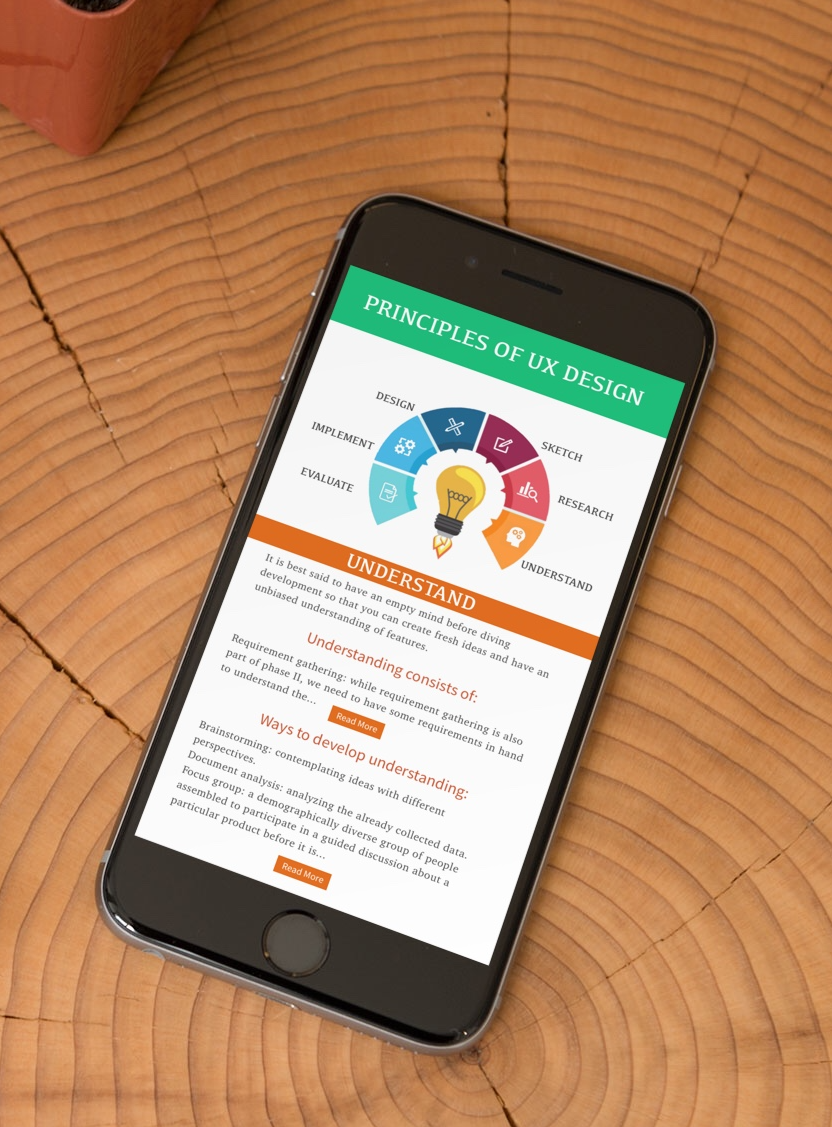 PRINCIPLES OF UX DESIGN
DESIGN
SKETCH
IMPLEMENT
RESEARCH
EVALUATE
UNDERSTAND
UNDERSTAND
It is best said to have an empty mind before diving
development so that you can create fresh ideas and have an
unbiased understanding of features.
Understanding consists of:
Requirement gathering: while requirement gathering is also
part of phase II, we need to have some requirements in hand
to understand the...
Read More
Ways to develop understanding:
Brainstorming: contemplating ideas with different
perspectives.
Document analysis: analyzing the already collected data.
Focus group: a demographically diverse group of people
assembled to participate in a guided discussion about a
particular product before it is...
Read More